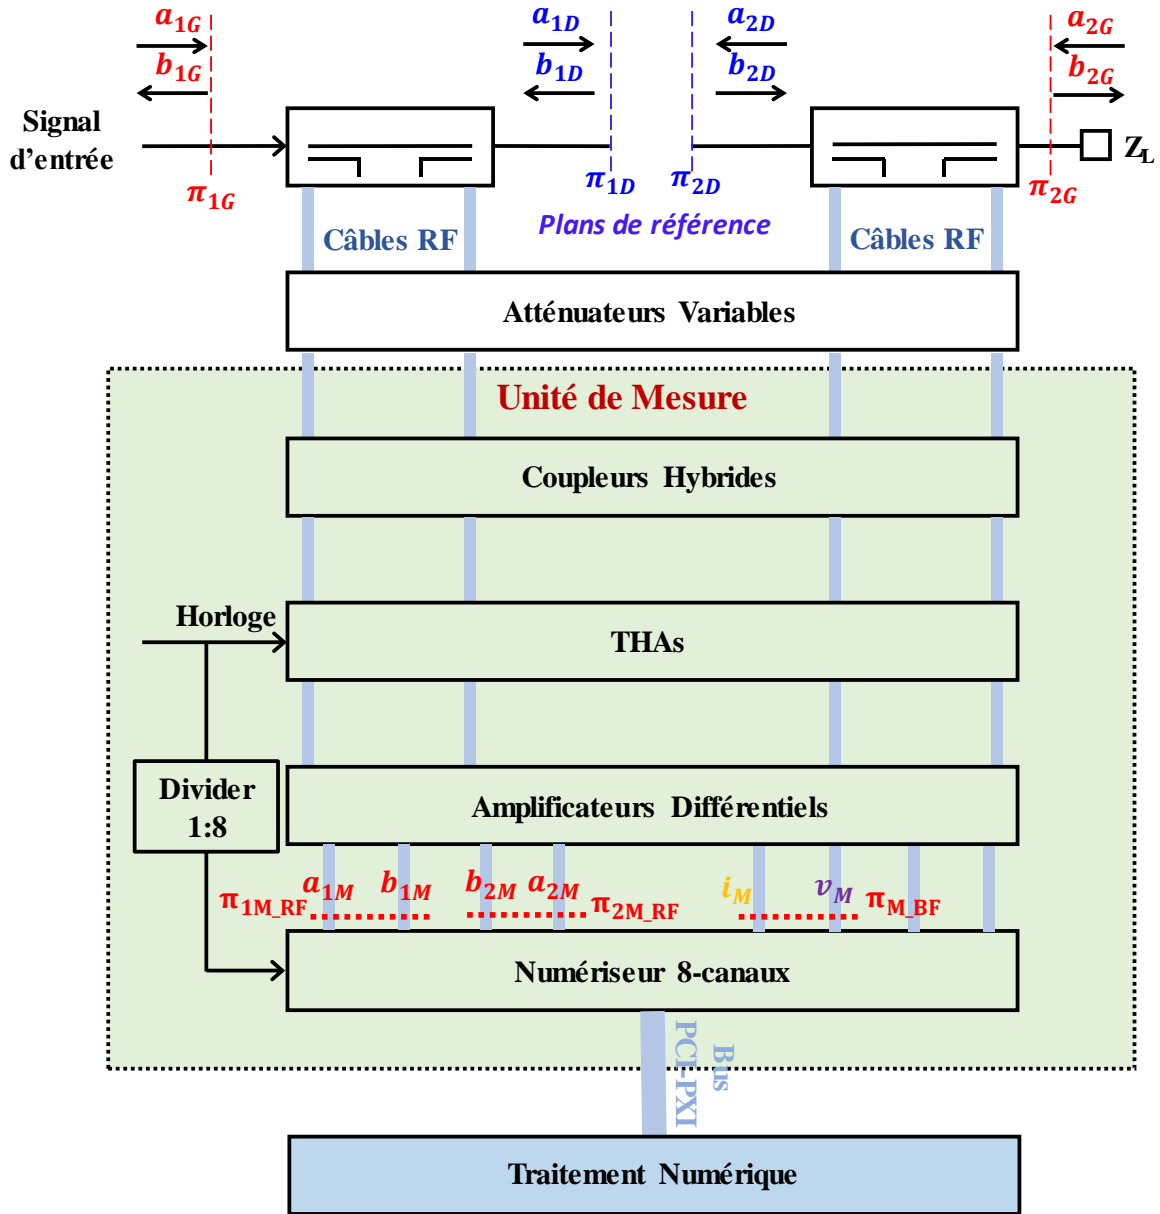 a1G
a1D
a2D
a2G
b1G
b1D
b2D
b2G
Signal
d’entrée
ZL
π1G
π1D
π2D
π2G
Plans de référence
Câbles RF
Câbles RF
Atténuateurs Variables
Unité de Mesure
Coupleurs Hybrides
Horloge
THAs
Divider
1:8
Amplificateurs Différentiels
π1M_RF
a1M
b1M
b2M
a2M
π2M_RF
iM
vM
πM_BF
Numériseur 8-canaux
Bus
PCI-PXI
Traitement Numérique